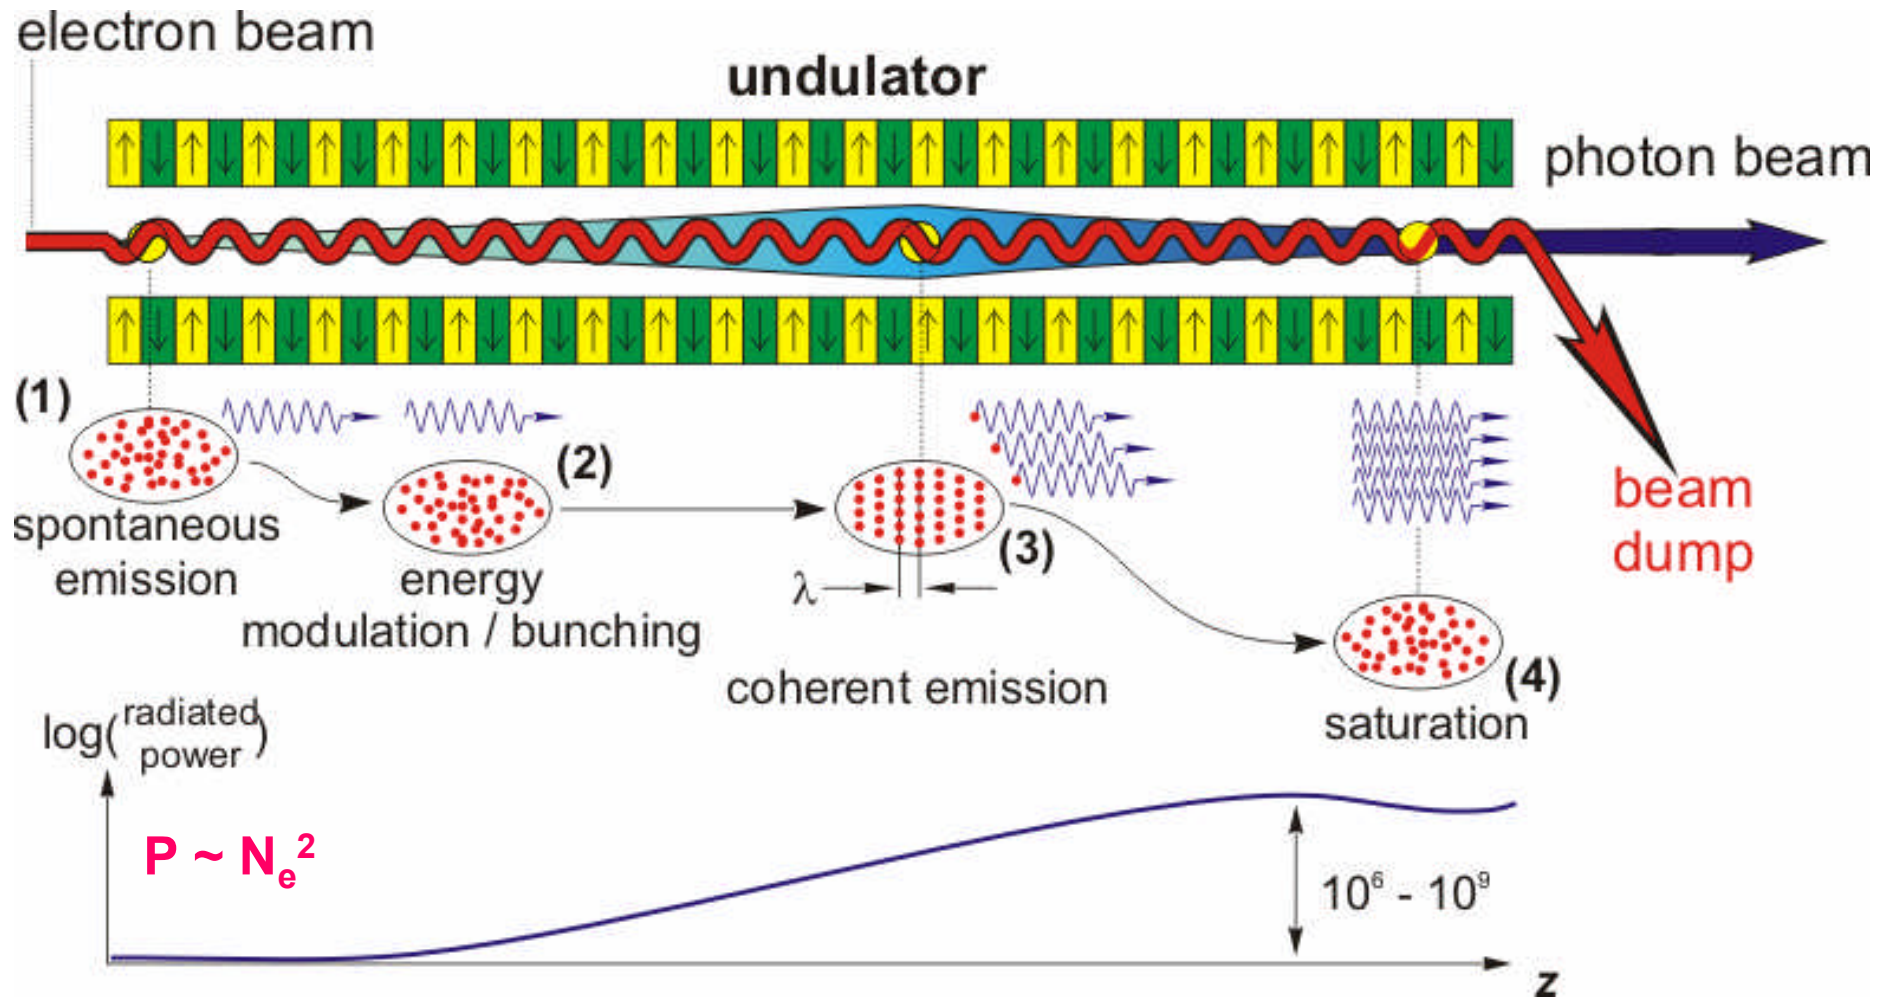 electron beam
undulator
photon beam
(1)
(2)
(3)
λ
spontaneous
emission
energy
modulation / bunching
coherent emission
(4)
saturation
beam
dump
log(radiated power)
P ~ Nₑ²
10⁶ - 10⁹
z